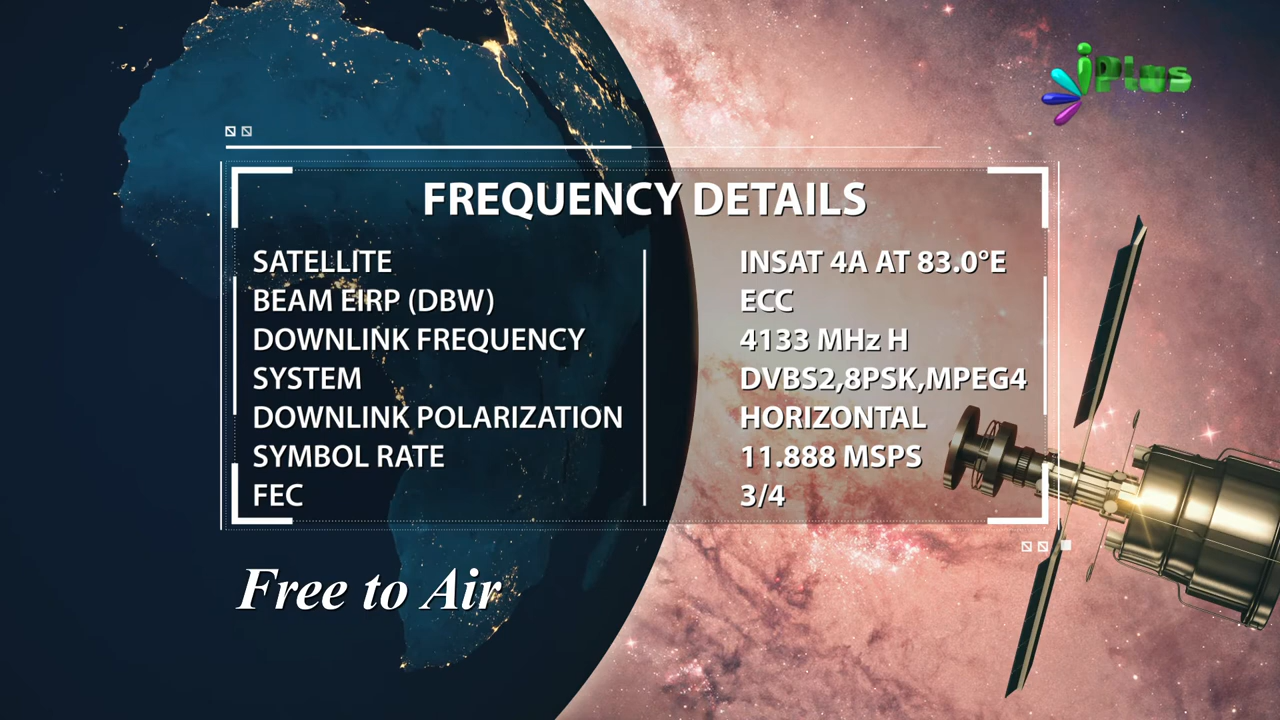 iPlus
FREQUENCY DETAILS
SATELLITE INSAT 4A AT 83.0°E
BEAM EIRP (DBW) ECC
DOWNLINK FREQUENCY 4133 MHz H
SYSTEM DVBS2,8PSK,MPEG4
DOWNLINK POLARIZATION HORIZONTAL
SYMBOL RATE 11.888 MSPS
FEC 3/4
Free to Air